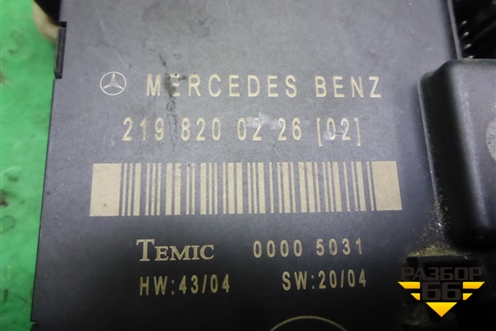 MERCEDES BENZ
219 820 02 26 [02]
TEMIC 0000 5031
HW:43/04 SW:20/04
РАЗБОР
66